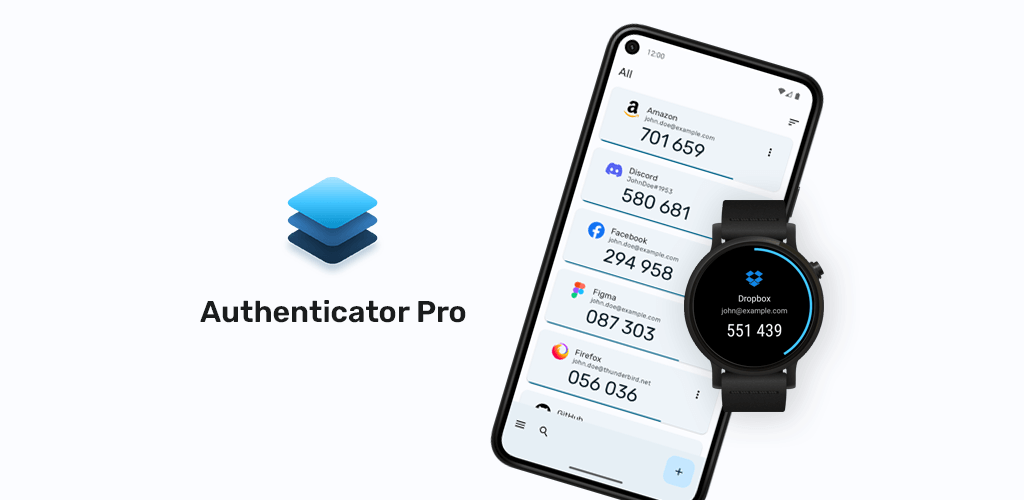 Authenticator Pro
12:00
All
Amazon
john.doe@example.com
701 659
Discord
JohnDoe#1953
580 681
Facebook
john.doe@example.com
294 958
Figma
john.doe@example.com
087 303
Firefox
john.doe@thunderbird.net
056 036
GitHub
Dropbox
john@example.com
551 439